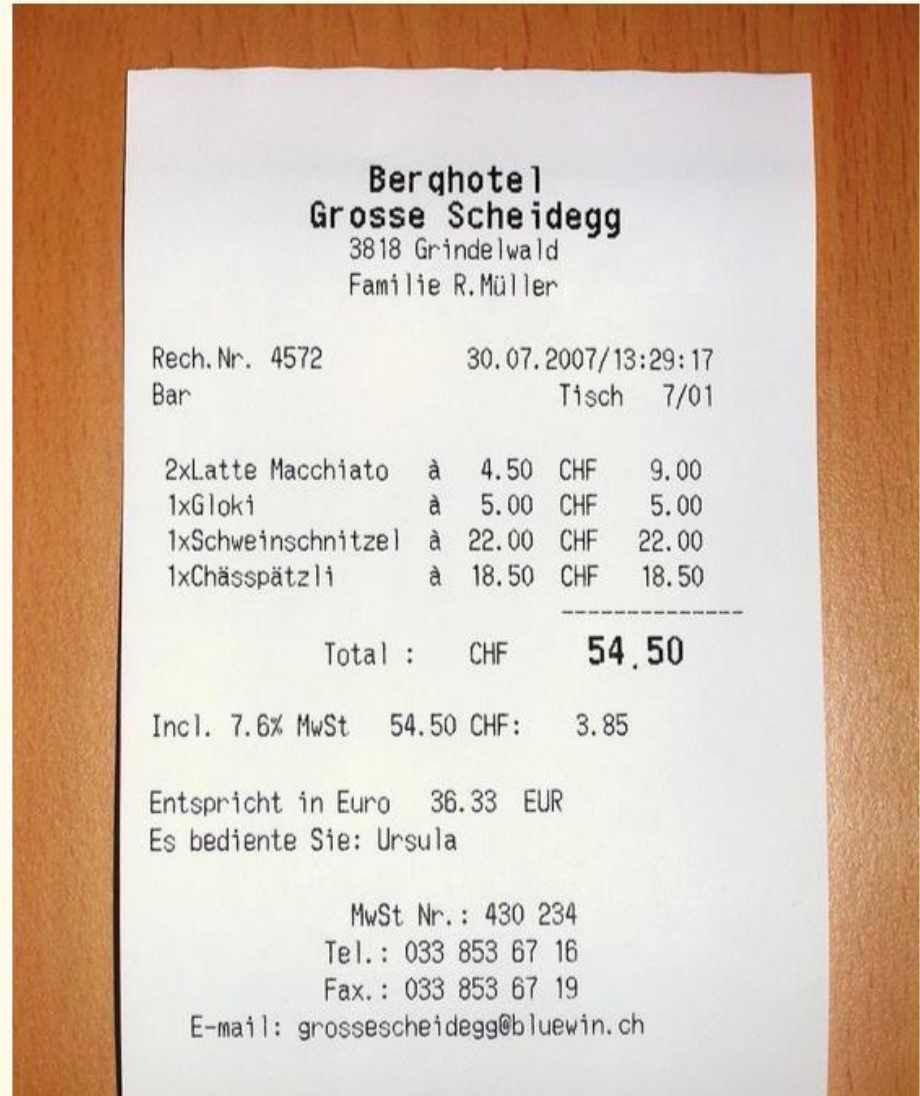 Berghotel
Grosse Scheidegg
3818 Grindelwald
Familie R.Müller
Rech.Nr. 4572 30.07.2007/13:29:17
Bar Tisch 7/01
2xLatte Macchiato à 4.50 CHF 9.00
1xGloki à 5.00 CHF 5.00
1xSchweinschnitzel à 22.00 CHF 22.00
1xChässpätzli à 18.50 CHF 18.50
--------------
Total : CHF 54.50
Incl. 7.6% MwSt 54.50 CHF: 3.85
Entspricht in Euro 36.33 EUR
Es bediente Sie: Ursula
MwSt Nr.: 430 234
Tel.: 033 853 67 16
Fax.: 033 853 67 19
E-mail: grossescheidegg@bluewin.ch